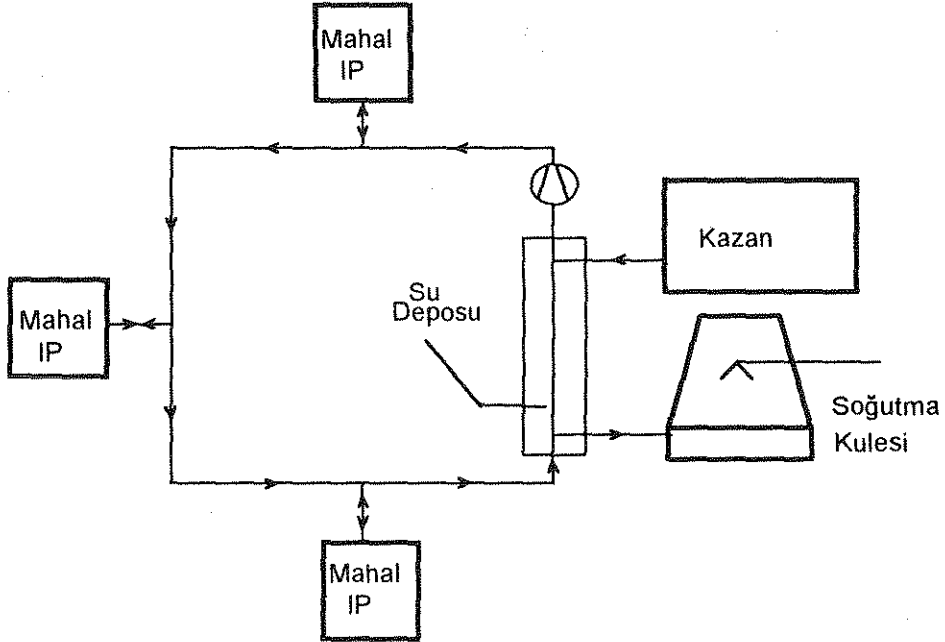 Mahal
IP
Kazan
Su
Deposu
Mahal
IP
Soğutma
Kulesi
Mahal
IP